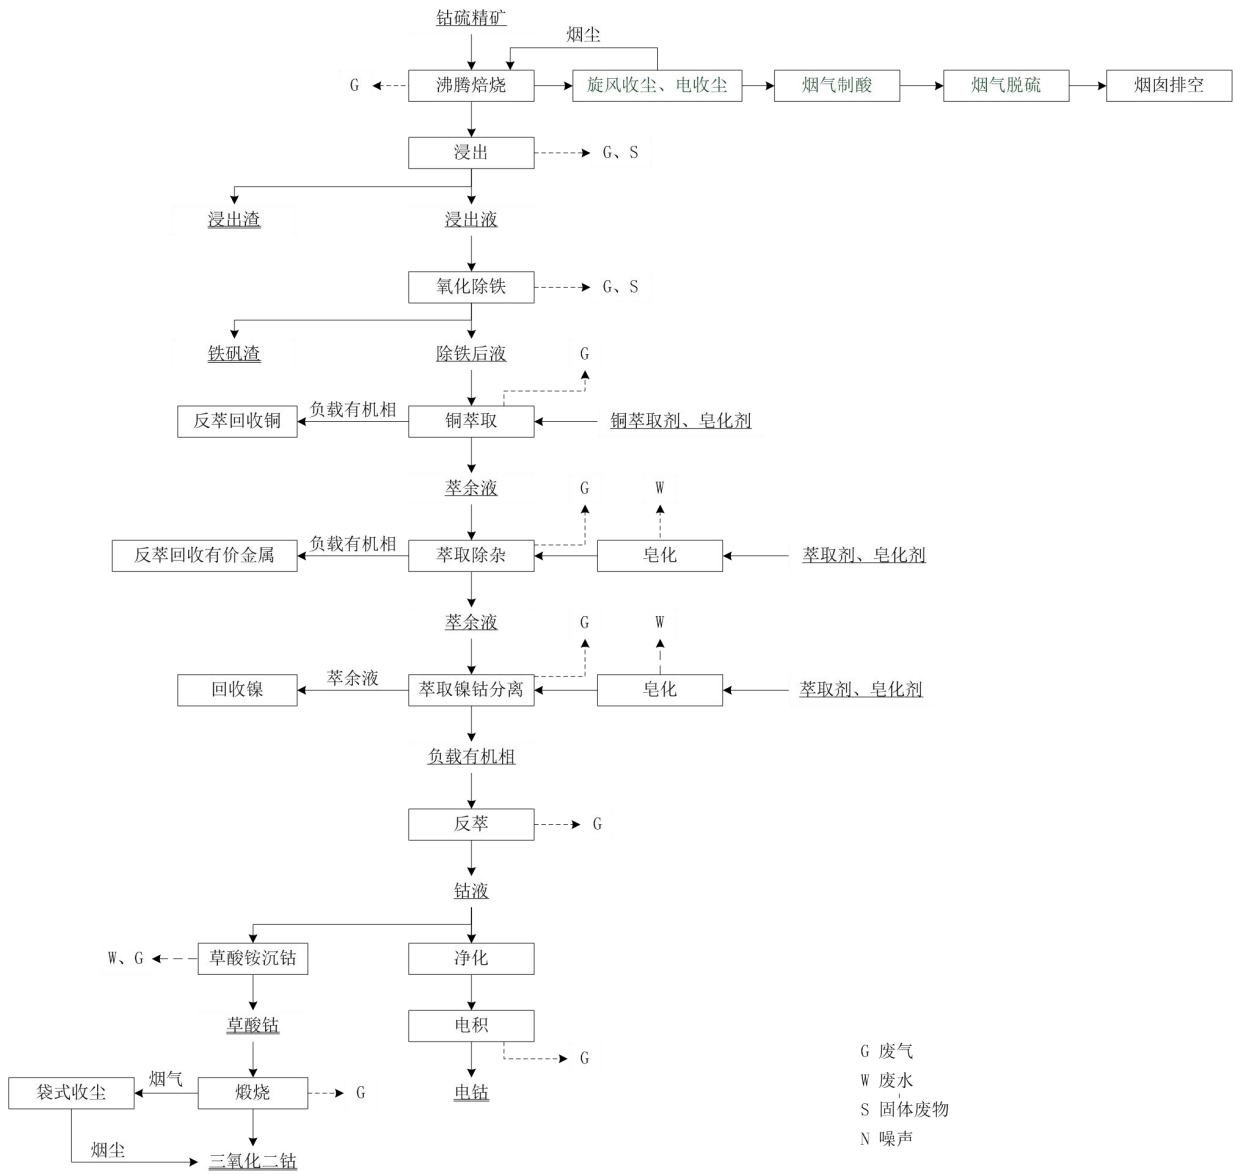 钴硫精矿
烟尘
G
沸腾焙烧
旋风收尘、电收尘
烟气制酸
烟气脱硫
烟囱排空
浸出
G、S
浸出渣
浸出液
氧化除铁
G、S
铁矾渣
除铁后液
G
反萃回收铜
负载有机相
铜萃取
铜萃取剂、皂化剂
萃余液
G
W
反萃回收有价金属
负载有机相
萃取除杂
皂化
萃取剂、皂化剂
萃余液
G
W
回收镍
萃余液
萃取镍钴分离
皂化
萃取剂、皂化剂
负载有机相
反萃
G
钴液
W、G
草酸铵沉钴
净化
草酸钴
电积
G
袋式收尘
烟气
煅烧
G
电钴
烟尘
三氧化二钴
G 废气
W 废水
S 固体废物
N 噪声